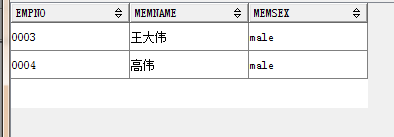 EMPNO MEMNAME MEMSEX
0003 王大伟 male
0004 高伟 male